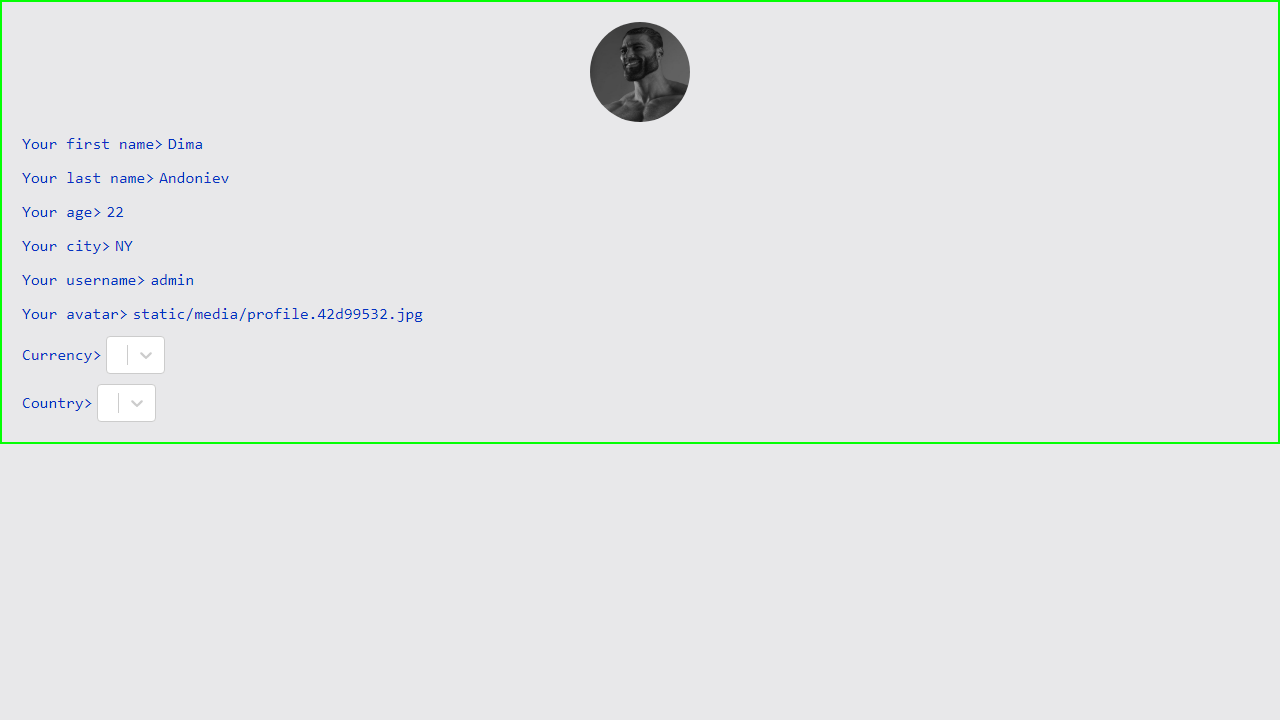 Your first name> Dima
Your last name> Andoniev
Your age> 22
Your city> NY
Your username> admin
Your avatar> static/media/profile.42d99532.jpg
Currency>
Country>